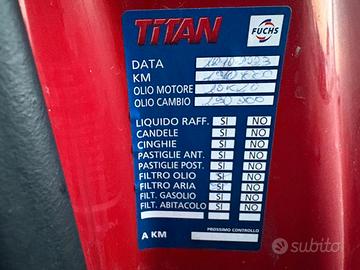 TITAN
FUCHS
DATA
KM
OLIO MOTORE
OLIO CAMBIO
LIQUIDO RAFF. SI NO
CANDELE SI NO
CINGHIE SI NO
PASTIGLIE ANT. SI NO
PASTIGLIE POST. SI NO
FILTRO OLIO SI NO
FILTRO ARIA SI NO
FILT. GASOLIO SI NO
FILT. ABITACOLO SI NO
PROSSIMO CONTROLLO
A KM
subito